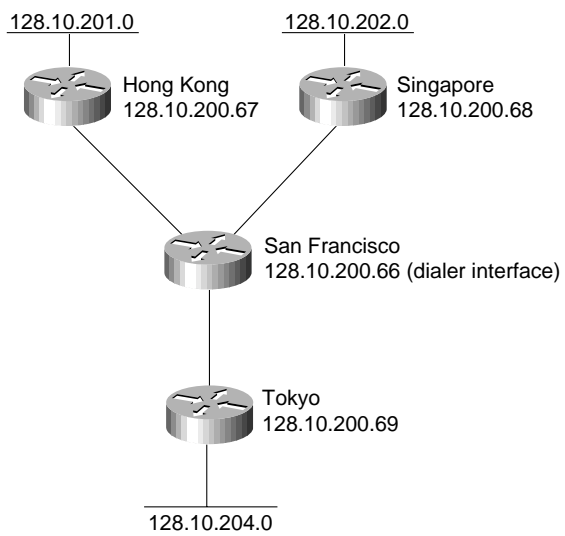 128.10.201.0
128.10.202.0
Hong Kong
128.10.200.67
Singapore
128.10.200.68
San Francisco
128.10.200.66 (dialer interface)
Tokyo
128.10.200.69
128.10.204.0